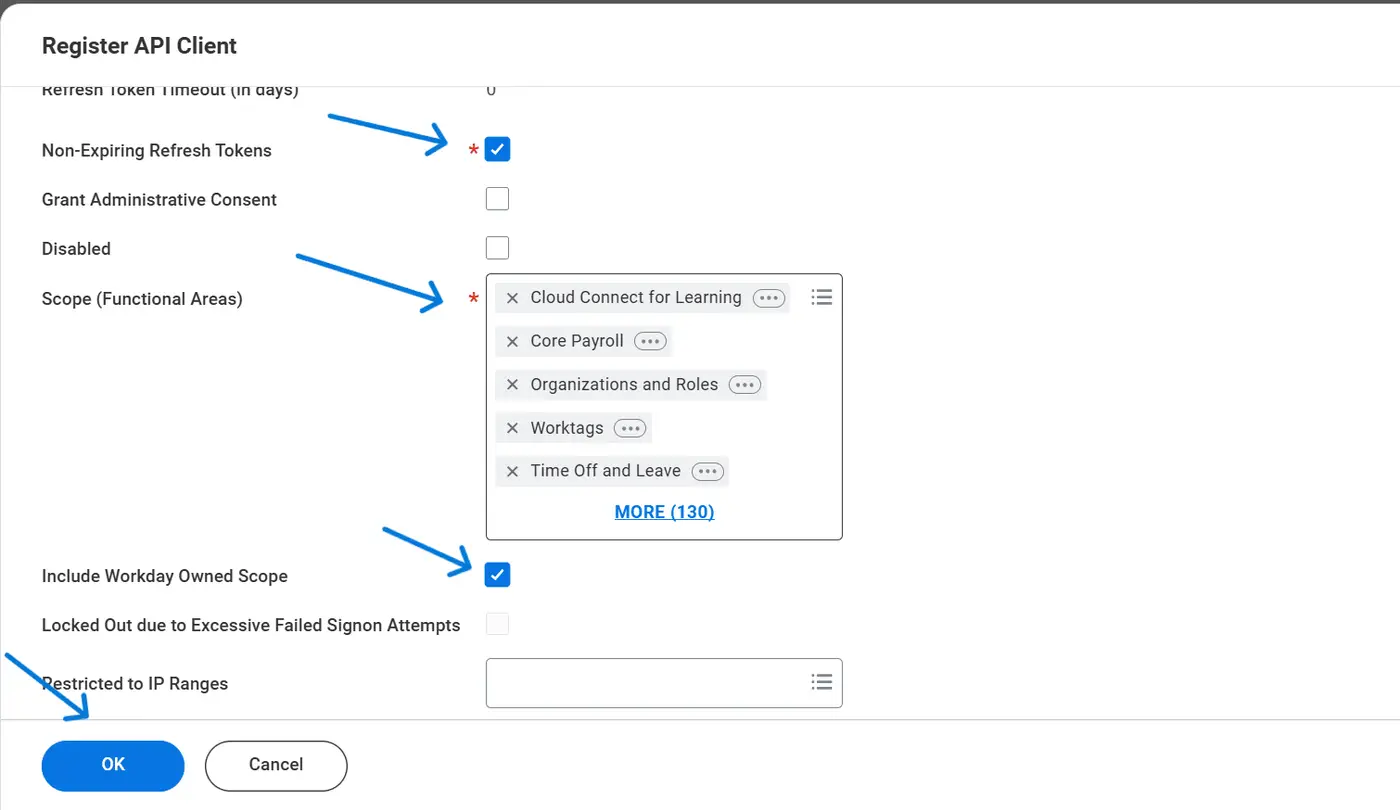 Register API Client
Refresh Token Timeout (in days) 0
Non-Expiring Refresh Tokens *
Grant Administrative Consent
Disabled
Scope (Functional Areas) * × Cloud Connect for Learning
× Core Payroll
× Organizations and Roles
× Worktags
× Time Off and Leave
MORE (130)
Include Workday Owned Scope
Locked Out due to Excessive Failed Signon Attempts
Restricted to IP Ranges
OK Cancel